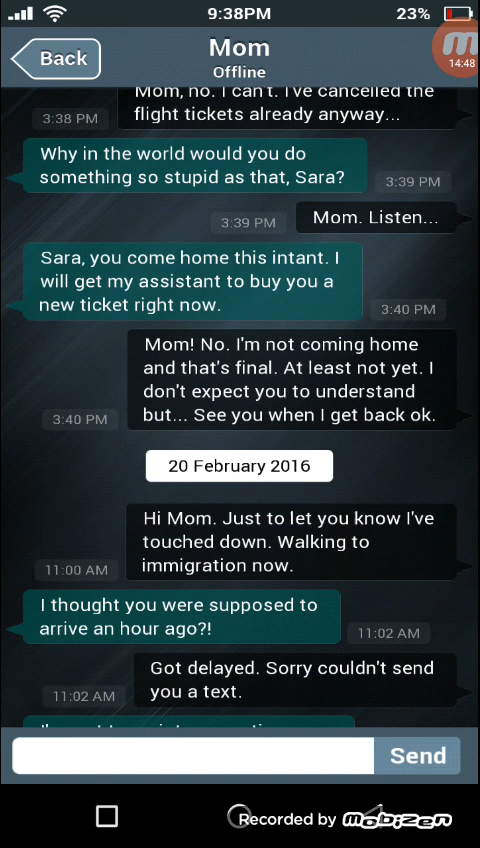 9:38PM
23%
Back
Mom
Offline
14:48
Mom, no. I can't. I've cancelled the
flight tickets already anyway...
3:38 PM
Why in the world would you do
something so stupid as that, Sara?
3:39 PM
Mom. Listen...
3:39 PM
Sara, you come home this intant. I
will get my assistant to buy you a
new ticket right now.
3:40 PM
Mom! No. I'm not coming home
and that's final. At least not yet. I
don't expect you to understand
but... See you when I get back ok.
3:40 PM
20 February 2016
Hi Mom. Just to let you know I've
touched down. Walking to
immigration now.
11:00 AM
I thought you were supposed to
arrive an hour ago?!
11:02 AM
Got delayed. Sorry couldn't send
you a text.
11:02 AM
Send
Recorded by mobizen